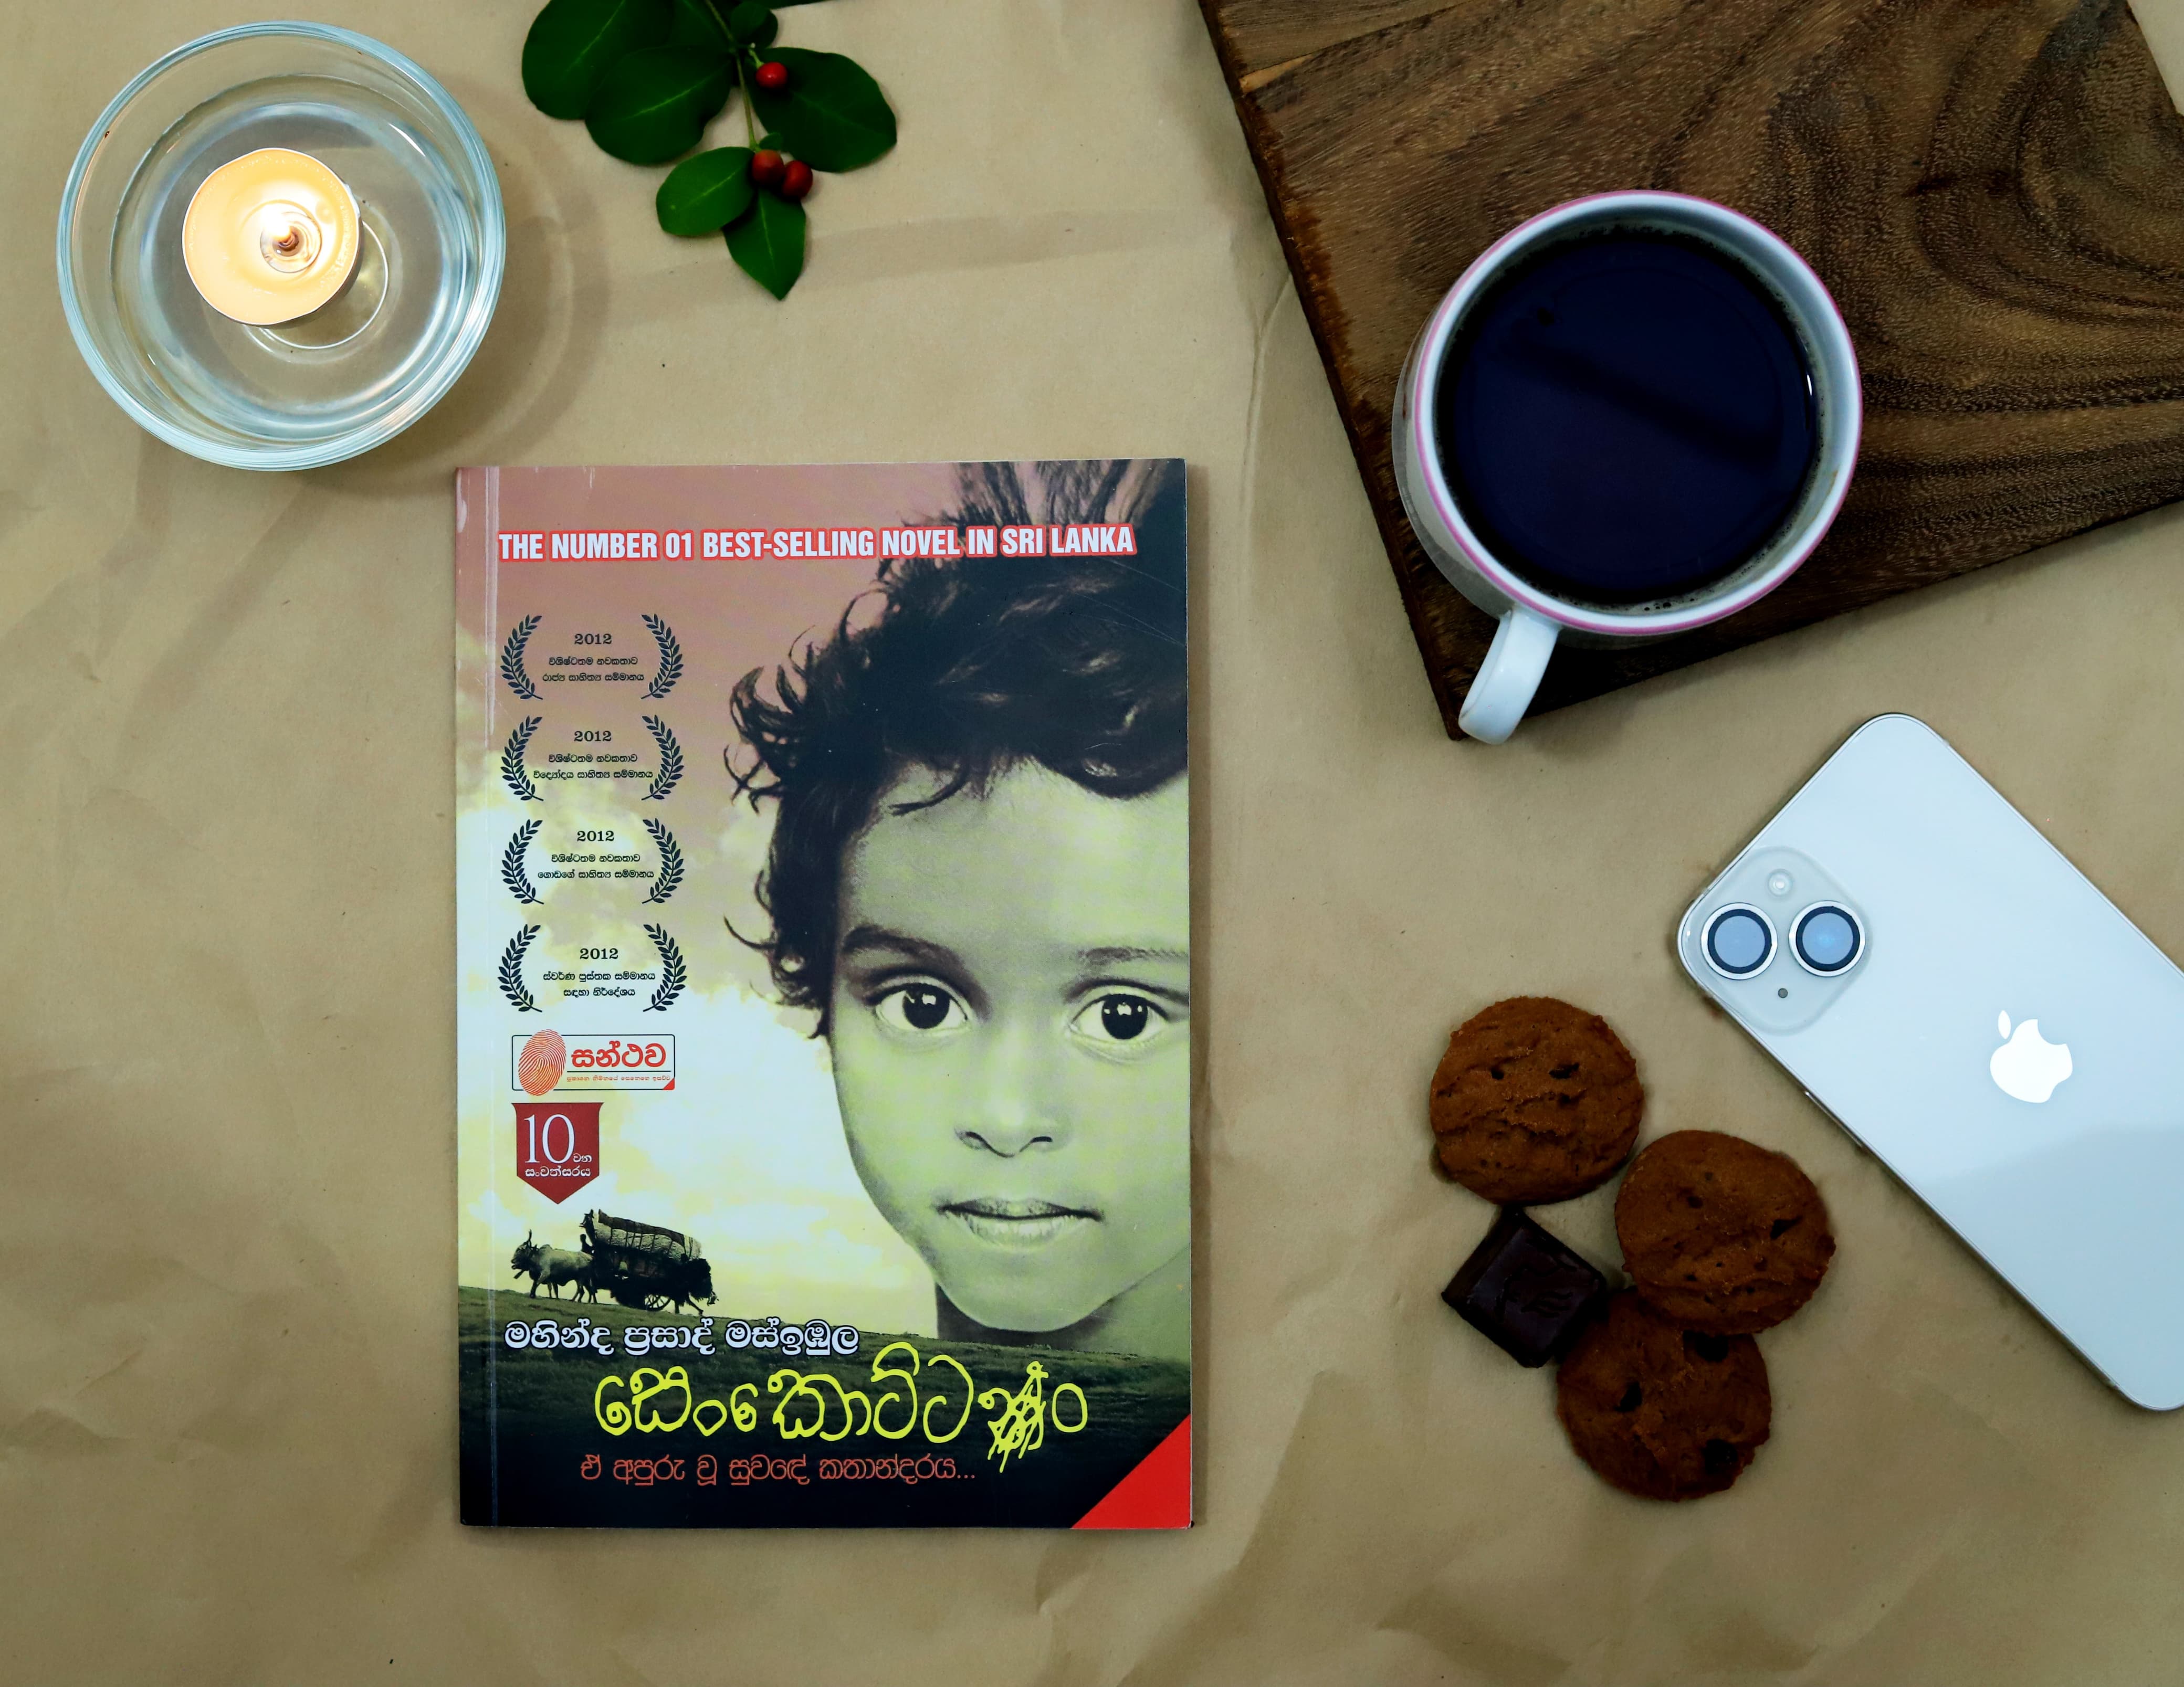 THE NUMBER 01 BEST-SELLING NOVEL IN SRI LANKA
2012
විශිෂ්ටතම නවකතාව
රාජ්‍ය සාහිත්‍ය සම්මානය
2012
විශිෂ්ටතම නවකතාව
විද්‍යෝදය සාහිත්‍ය සම්මානය
2012
විශිෂ්ටතම නවකතාව
ගොඩගේ සාහිත්‍ය සම්මානය
2012
ස්වර්ණ පුස්තක සම්මානය
සඳහා නිර්දේශය
සන්ථව
10 වන
සංවත්සරය
මහින්ද ප්‍රසාද් මස්ඉඹුල
සෙංකොට්ටං
ඒ අපුරු වූ සුවඳේ කතාන්දරය...